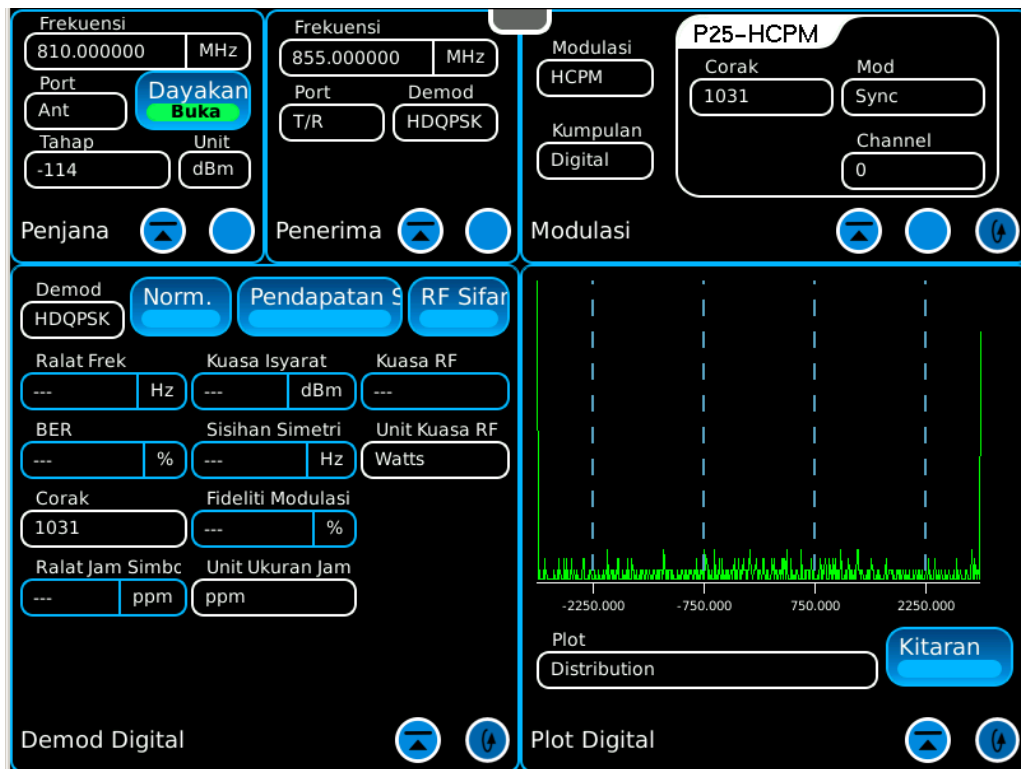 Frekuensi
810.000000 MHz
Port
Ant
Dayakan
Buka
Tahap
Unit
-114
dBm
Penjana
Frekuensi
855.000000 MHz
Port
Demod
T/R
HDQPSK
Penerima
Modulasi
HCPM
Kumpulan
Digital
P25-HCPM
Corak
Mod
1031
Sync
Channel
0
Modulasi
Demod
HDQPSK
Norm.
Pendapatan S
RF Sifar
Ralat Frek
Kuasa Isyarat
Kuasa RF
--- Hz
--- dBm
---
BER
Sisihan Simetri
Unit Kuasa RF
--- %
--- Hz
Watts
Corak
Fideliti Modulasi
1031
--- %
Ralat Jam Simbo
Unit Ukuran Jam
--- ppm
ppm
Demod Digital
-2250.000
-750.000
750.000
2250.000
Plot
Distribution
Kitaran
Plot Digital